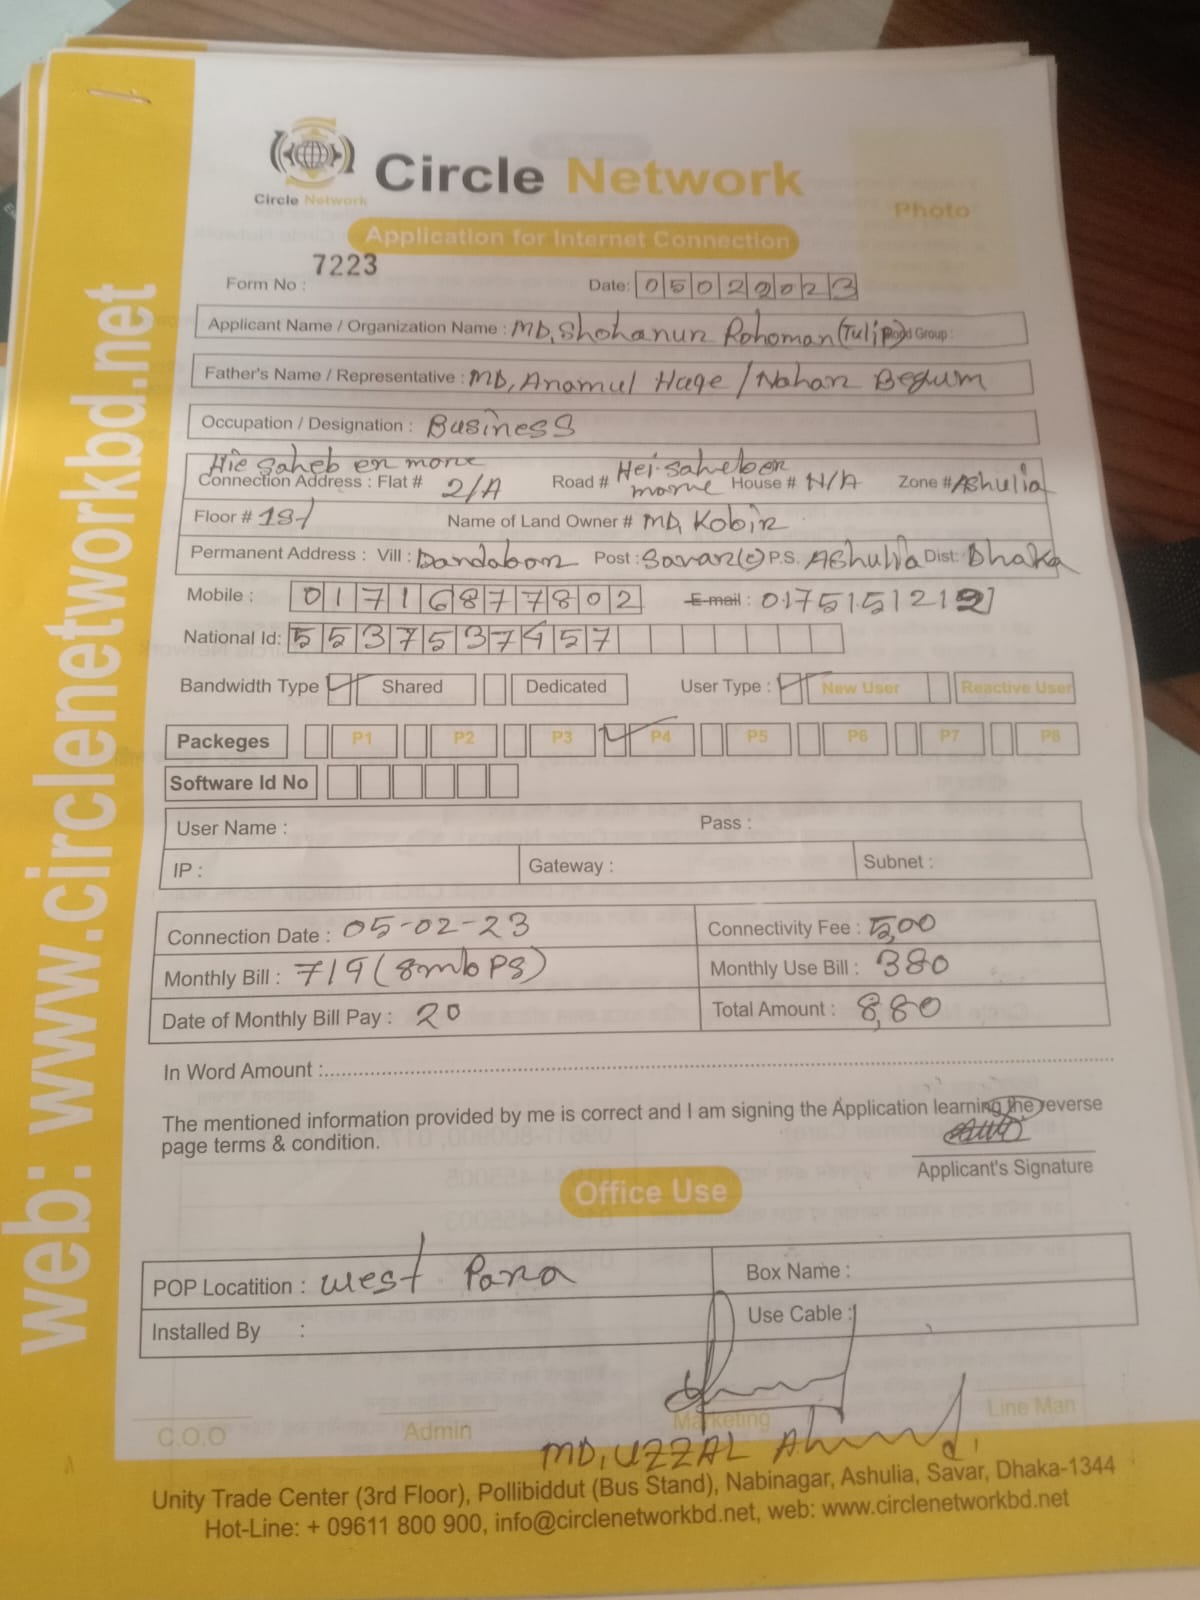 web: www.circlenetworkbd.net
Circle Network
Circle Network
Photo
Application for Internet Connection
Form No : 7223
Date: 05022023
Applicant Name / Organization Name : MD, Shohanur Rohoman (Tulip) Group :
Father's Name / Representative : MD, Anamul Haqe / Nahar Begum
Occupation / Designation : Business
Hie Saheb er more Hei. saheber
Connection Address : Flat # 2/A Road # more House # N/A Zone # Ashulia
Floor # 1st Name of Land Owner # MD, Kobir
Permanent Address : Vill : Dandabor Post : Savar(c) P.S. Ashulia Dist: Dhaka
Mobile : 01716877802 E-mail : 0175151212
National Id: 5537537457
Bandwidth Type Shared Dedicated User Type : New User Reactive User
Packeges P1 P2 P3 P4 P5 P6 P7 P8
Software Id No
User Name : Pass :
IP : Gateway : Subnet :
Connection Date : 05-02-23 Connectivity Fee : 5,00
Monthly Bill : 719 (8mbps) Monthly Use Bill : 380
Date of Monthly Bill Pay : 20 Total Amount : 8,80
In Word Amount :
The mentioned information provided by me is correct and I am signing the Application learning the reverse
page terms & condition.
Applicant's Signature
Office Use
POP Locatition : west Para Box Name :
Installed By : Use Cable :
C.O.O Admin Marketing Line Man
MD, UZZAL Ahmed.
Unity Trade Center (3rd Floor), Pollibiddut (Bus Stand), Nabinagar, Ashulia, Savar, Dhaka-1344
Hot-Line: + 09611 800 900, info@circlenetworkbd.net, web: www.circlenetworkbd.net